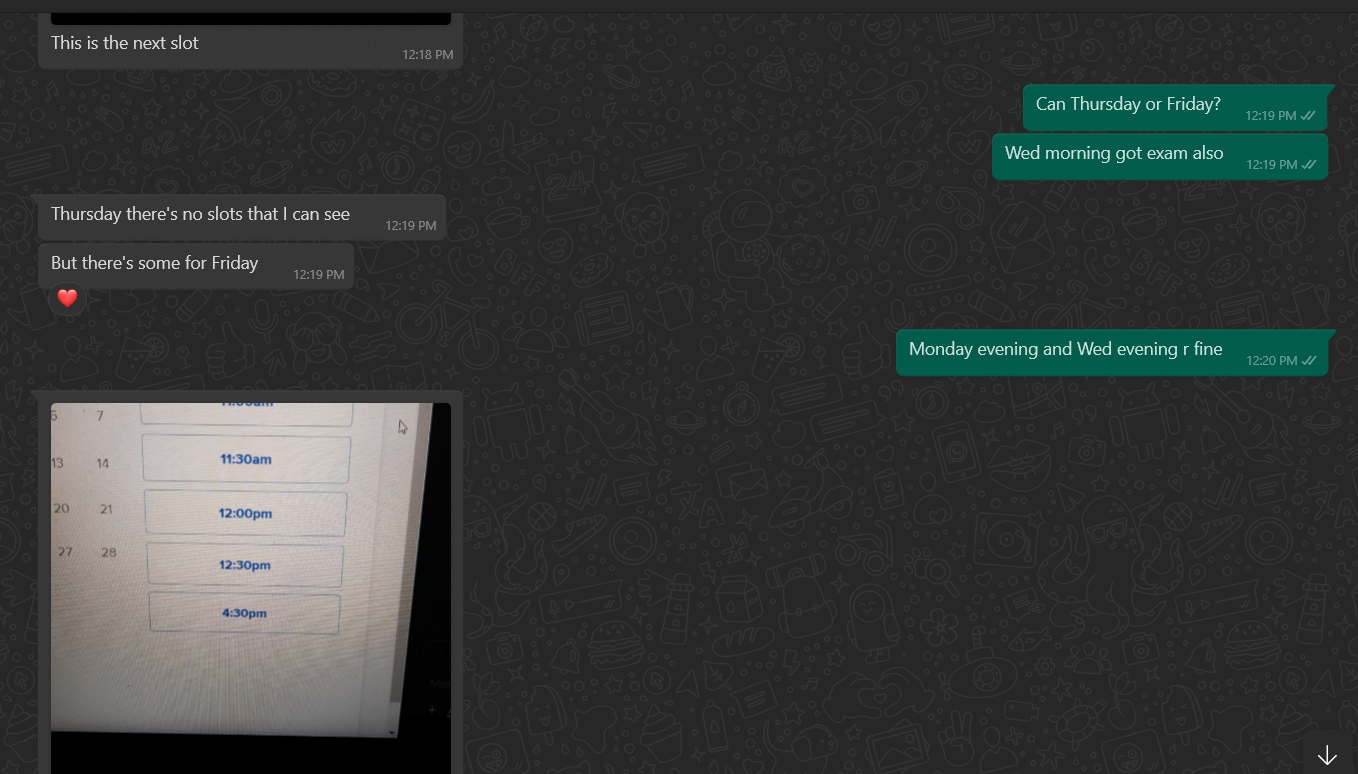 This is the next slot
12:18 PM
Can Thursday or Friday?
12:19 PM
Wed morning got exam also
12:19 PM
Thursday there's no slots that I can see
12:19 PM
But there's some for Friday
12:19 PM
Monday evening and Wed evening r fine
12:20 PM
6 7
11:00am
13 14
11:30am
20 21
12:00pm
27 28
12:30pm
4:30pm